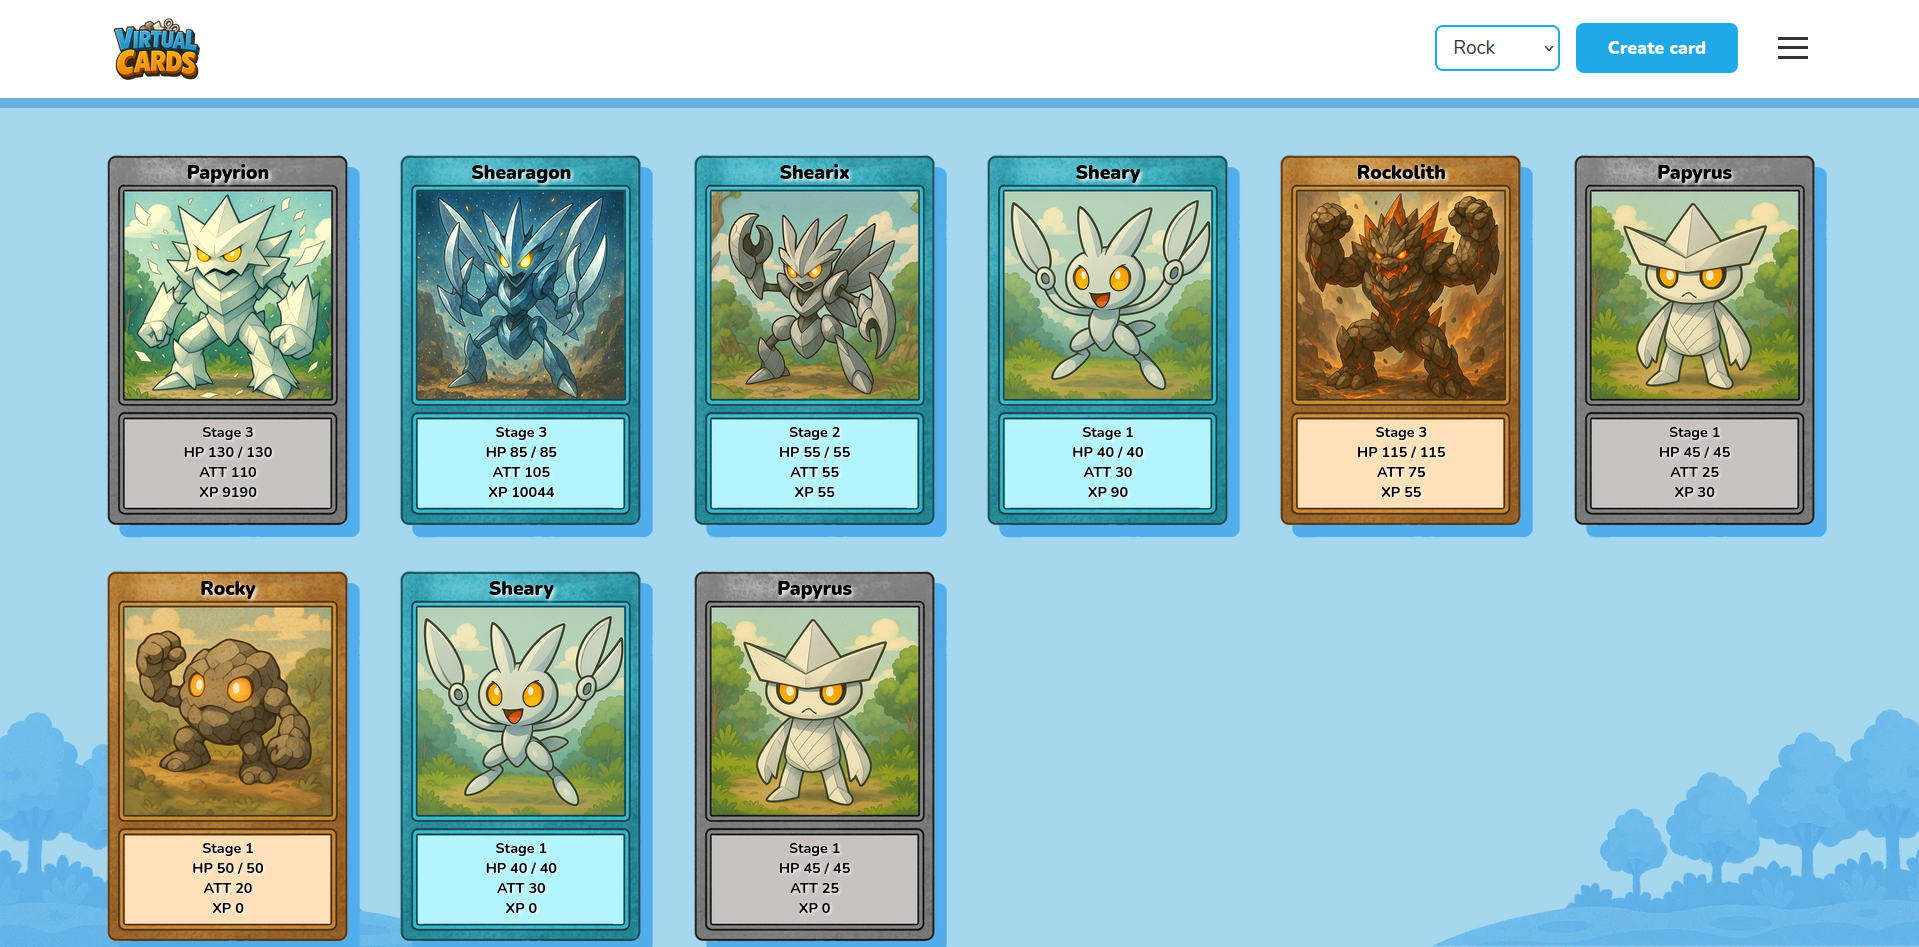 VIRTUAL
CARDS
Rock
Create card
Papyrion
Stage 3
HP 130 / 130
ATT 110
XP 9190
Shearagon
Stage 3
HP 85 / 85
ATT 105
XP 10044
Shearix
Stage 2
HP 55 / 55
ATT 55
XP 55
Sheary
Stage 1
HP 40 / 40
ATT 30
XP 90
Rockolith
Stage 3
HP 115 / 115
ATT 75
XP 55
Papyrus
Stage 1
HP 45 / 45
ATT 25
XP 30
Rocky
Stage 1
HP 50 / 50
ATT 20
XP 0
Sheary
Stage 1
HP 40 / 40
ATT 30
XP 0
Papyrus
Stage 1
HP 45 / 45
ATT 25
XP 0